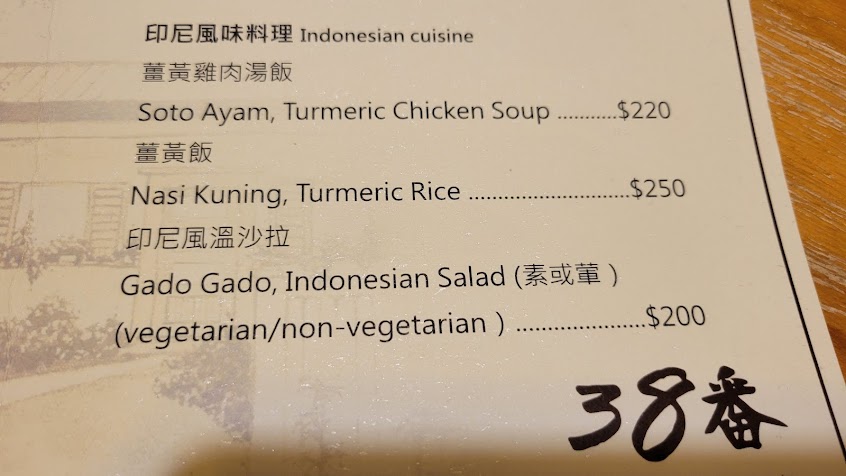 印尼風味料理 Indonesian cuisine
薑黃雞肉湯飯
Soto Ayam, Turmeric Chicken Soup ...........$220
薑黃飯
Nasi Kuning, Turmeric Rice ............................$250
印尼風溫沙拉
Gado Gado, Indonesian Salad (素或葷 )
(vegetarian/non-vegetarian ) ......................$200
38番